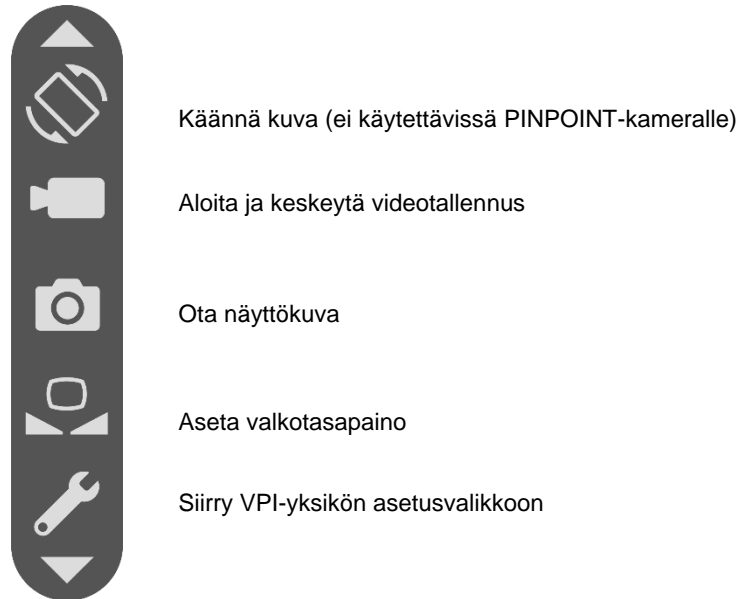 Käännä kuva (ei käytettävissä PINPOINT-kameralle)
Aloita ja keskeytä videotallennus
Ota näyttökuva
Aseta valkotasapaino
Siirry VPI-yksikön asetusvalikkoon